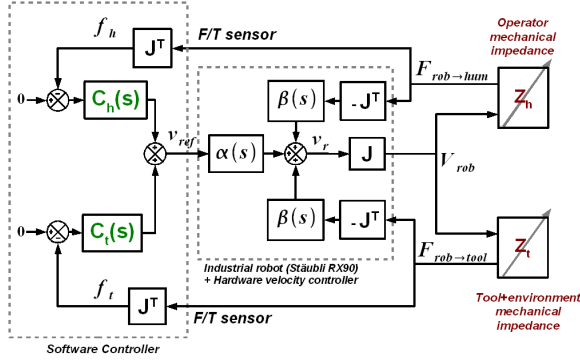 f_h
J^T
F/T sensor
Operator
mechanical
impedance
F_rob→hum
0
C_h(s)
β(s)
-J^T
Z_h
v_ref
α(s)
v_r
J
V_rob
0
C_t(s)
β(s)
-J^T
F_rob→tool
Z_t
Industrial robot (Stäubli RX90)
+ Hardware velocity controller
f_t
J^T
F/T sensor
Tool+environment
mechanical
impedance
Software Controller